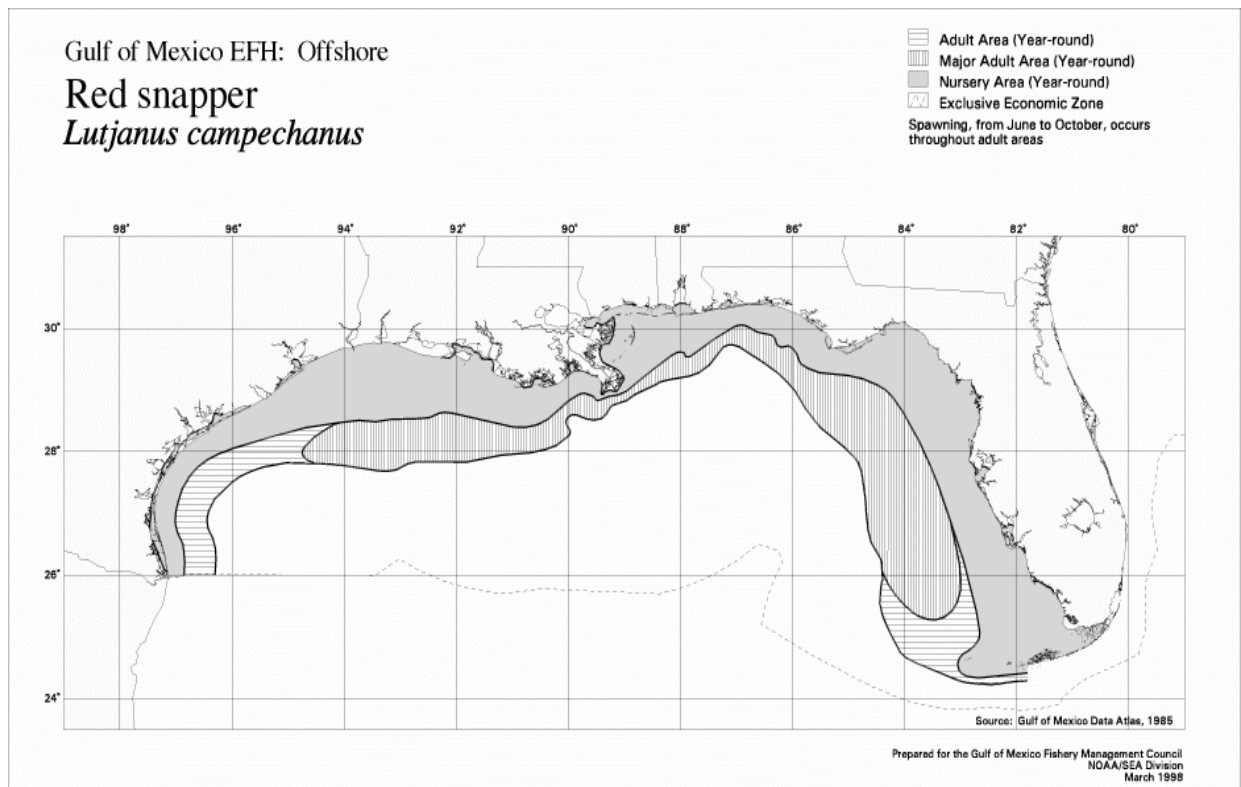 Gulf of Mexico EFH: Offshore
Red snapper
Lutjanus campechanus
Adult Area (Year-round)
Major Adult Area (Year-round)
Nursery Area (Year-round)
Exclusive Economic Zone
Spawning, from June to October, occurs
throughout adult areas
98° 96° 94° 92° 90° 88° 86° 84° 82° 80°
30°
28°
26°
24°
Source: Gulf of Mexico Data Atlas, 1985
Prepared for the Gulf of Mexico Fishery Management Council
NOAA/SEA Division
March 1998